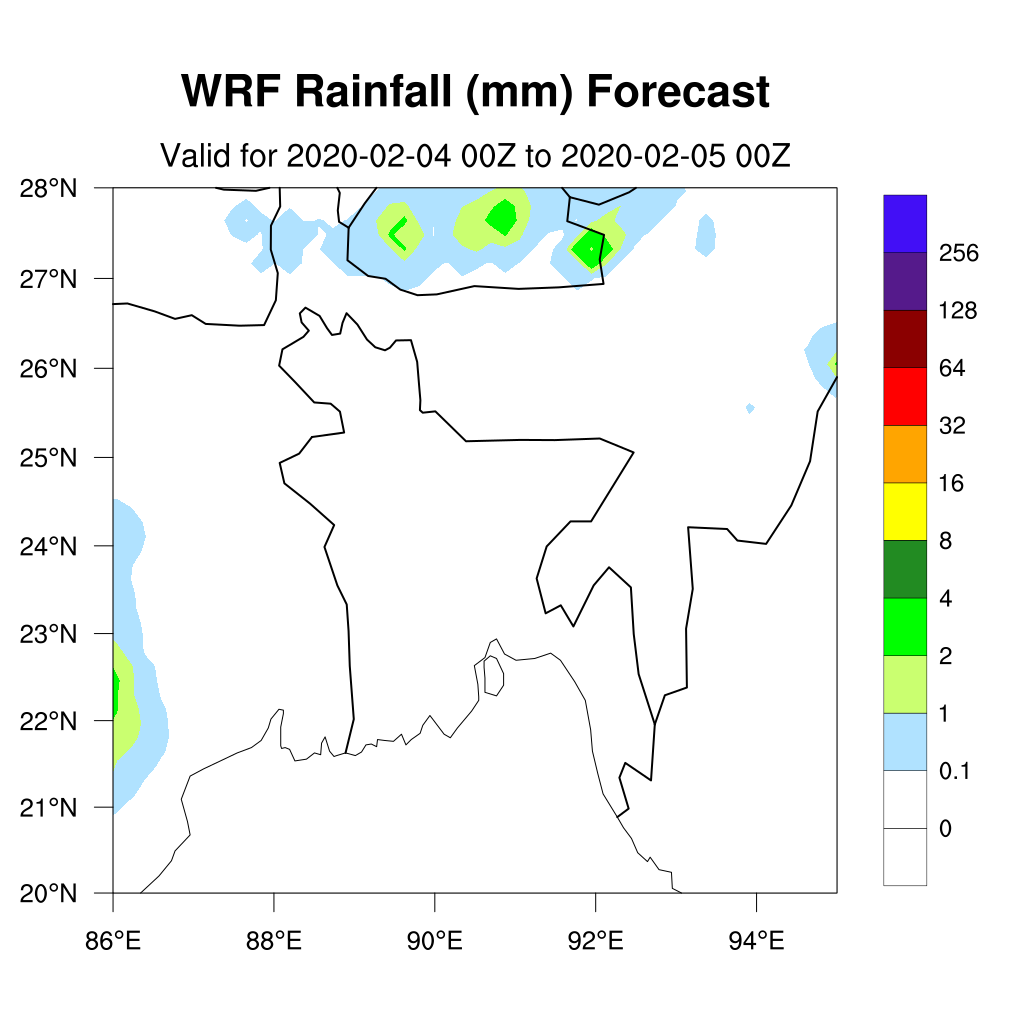 WRF Rainfall (mm) Forecast
Valid for 2020-02-04 00Z to 2020-02-05 00Z
28°N
27°N
26°N
25°N
24°N
23°N
22°N
21°N
20°N
86°E 88°E 90°E 92°E 94°E
256
128
64
32
16
8
4
2
1
0.1
0